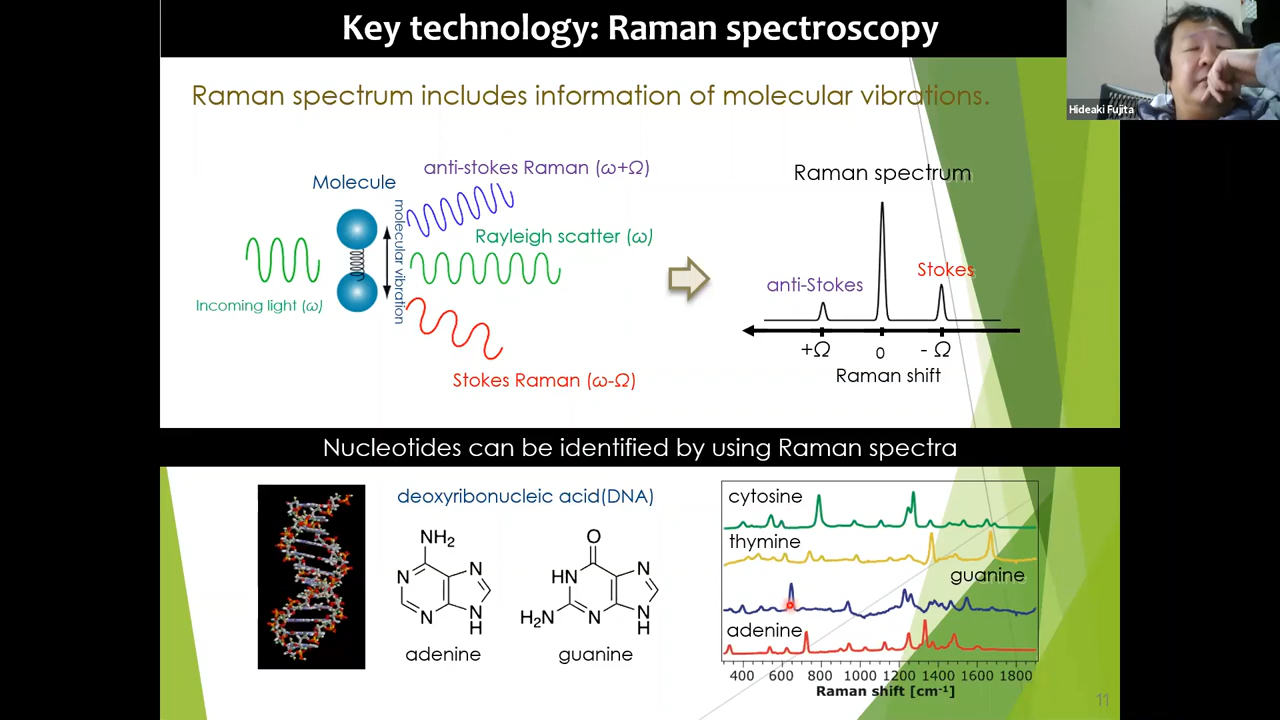 Key technology: Raman spectroscopy
Hideaki Fujita
Raman spectrum includes information of molecular vibrations.
anti-stokes Raman (ω+Ω)
Molecule
molecular vibration
Rayleigh scatter (ω)
Incoming light (ω)
Stokes Raman (ω-Ω)
Raman spectrum
Stokes
anti-Stokes
+Ω 0 - Ω
Raman shift
Nucleotides can be identified by using Raman spectra
deoxyribonucleic acid(DNA)
NH₂
N
N
N
N
H
adenine
O
HN
N
H₂N
N
N
H
guanine
cytosine
thymine
guanine
adenine
400 600 800 1000 1200 1400 1600 1800
Raman shift [cm⁻¹]
11